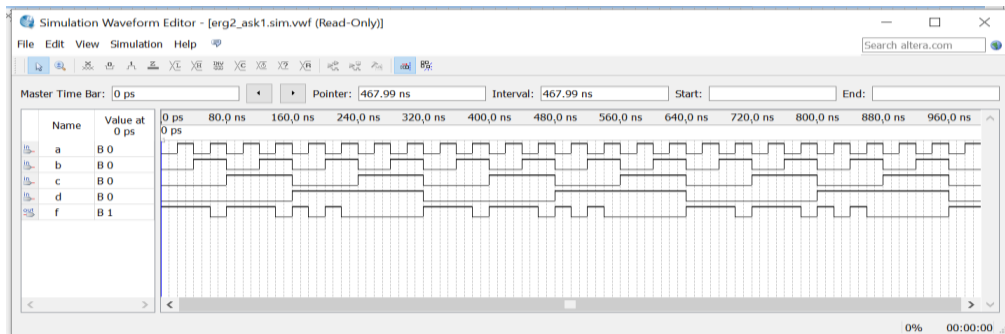 Simulation Waveform Editor - [erg2_ask1.sim.vwf (Read-Only)]
File Edit View Simulation Help
Search altera.com
Master Time Bar: 0 ps Pointer: 467.99 ns Interval: 467.99 ns Start: End:
Name Value at 0 ps
0 ps 80,0 ns 160,0 ns 240,0 ns 320,0 ns 400,0 ns 480,0 ns 560,0 ns 640,0 ns 720,0 ns 800,0 ns 880,0 ns 960,0 ns
0 ps
a B 0
b B 0
c B 0
d B 0
f B 1
0% 00:00:00